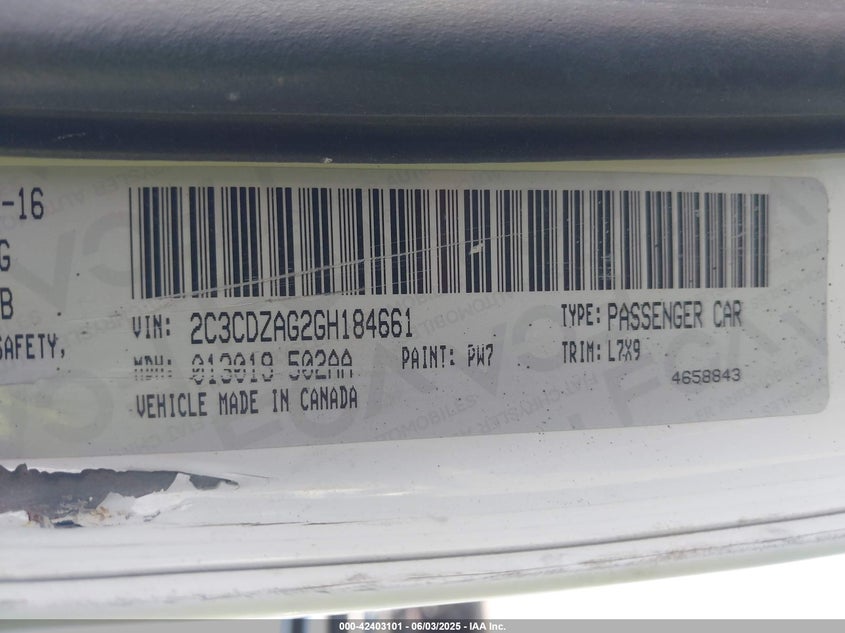 -16
G
B
SAFETY,
VIN: 2C3CDZAG2GH184661
TYPE: PASSENGER CAR
MDH: 013019 502AA
PAINT: PW7
TRIM: L7X9
VEHICLE MADE IN CANADA
4658843
000-42403101 - 06/03/2025 - IAA Inc.